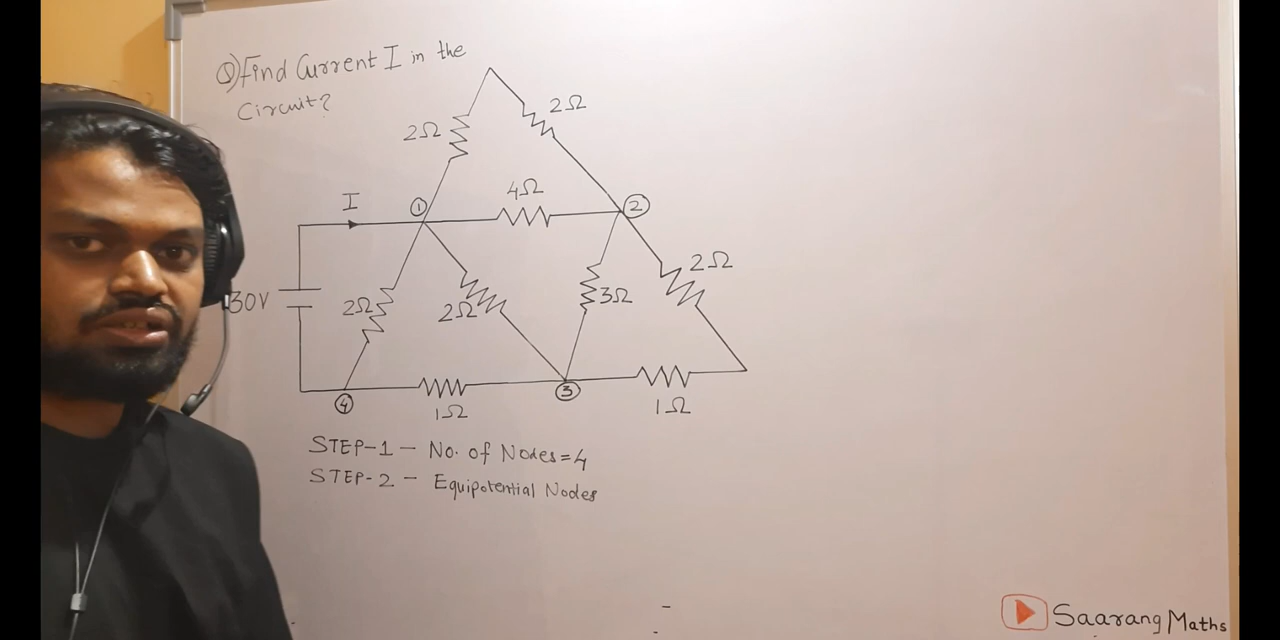 Q) Find Current I in the
Circuit?
2Ω
2Ω
I
①
4Ω
②
30V
2Ω
2Ω
3Ω
2Ω
④
1Ω
③
1Ω
STEP-1 - No. of Nodes=4
STEP-2 - Equipotential Nodes
Saarang Maths